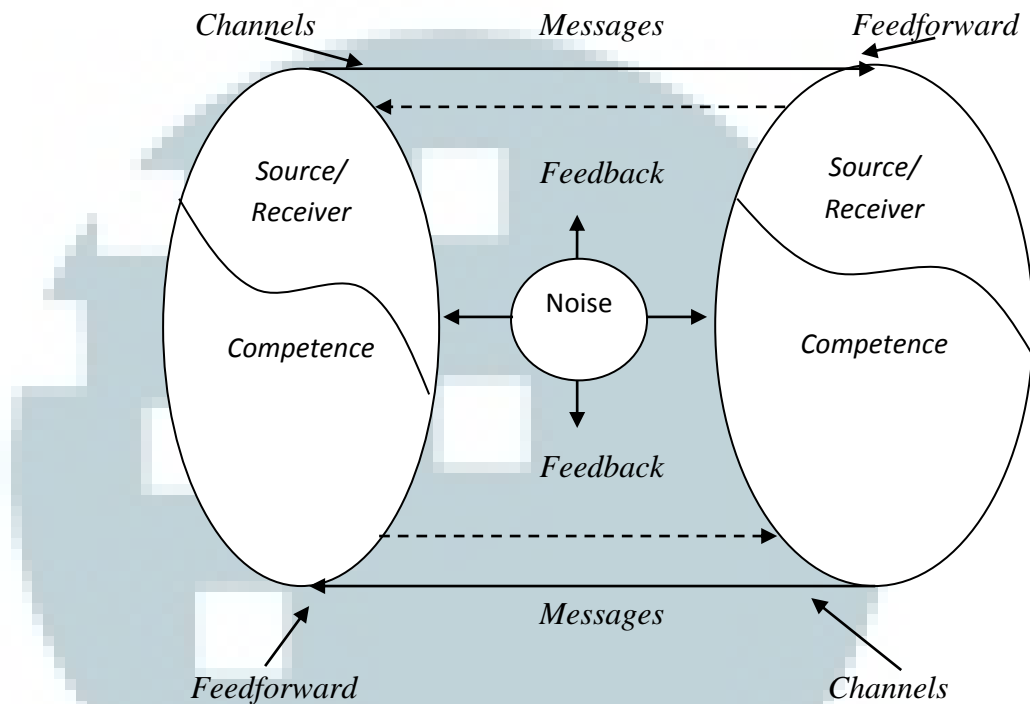 Channels
Messages
Feedforward
Source/
Receiver
Feedback
Source/
Receiver
Noise
Competence
Competence
Feedback
Messages
Feedforward
Channels